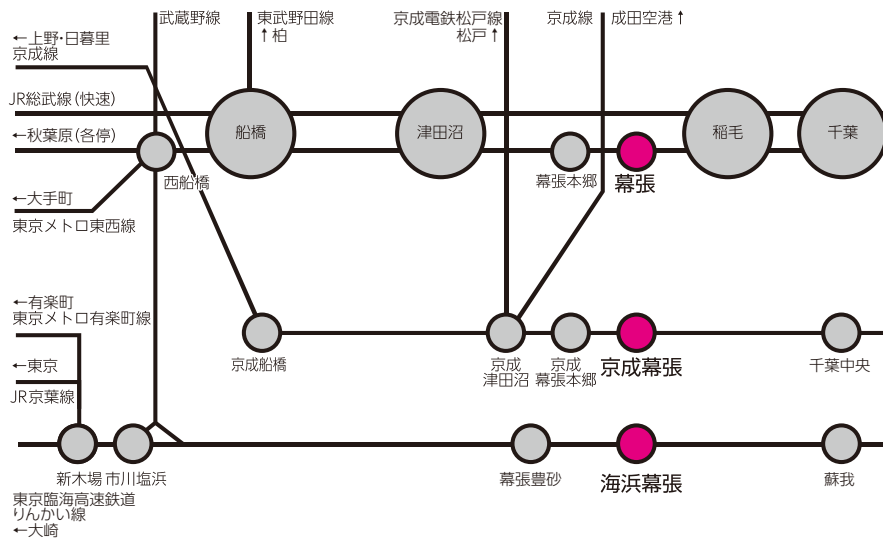 武蔵野線
東武野田線
↑柏
京成電鉄松戸線
松戸↑
京成線
成田空港↑
←上野・日暮里
京成線
JR総武線(快速)
←秋葉原(各停)
船橋
津田沼
稲毛
千葉
西船橋
幕張本郷
幕張
←大手町
東京メトロ東西線
←有楽町
東京メトロ有楽町線
京成船橋
京成
津田沼
京成
幕張本郷
京成幕張
千葉中央
←東京
JR京葉線
新木場
市川塩浜
幕張豊砂
海浜幕張
蘇我
東京臨海高速鉄道
りんかい線
←大崎